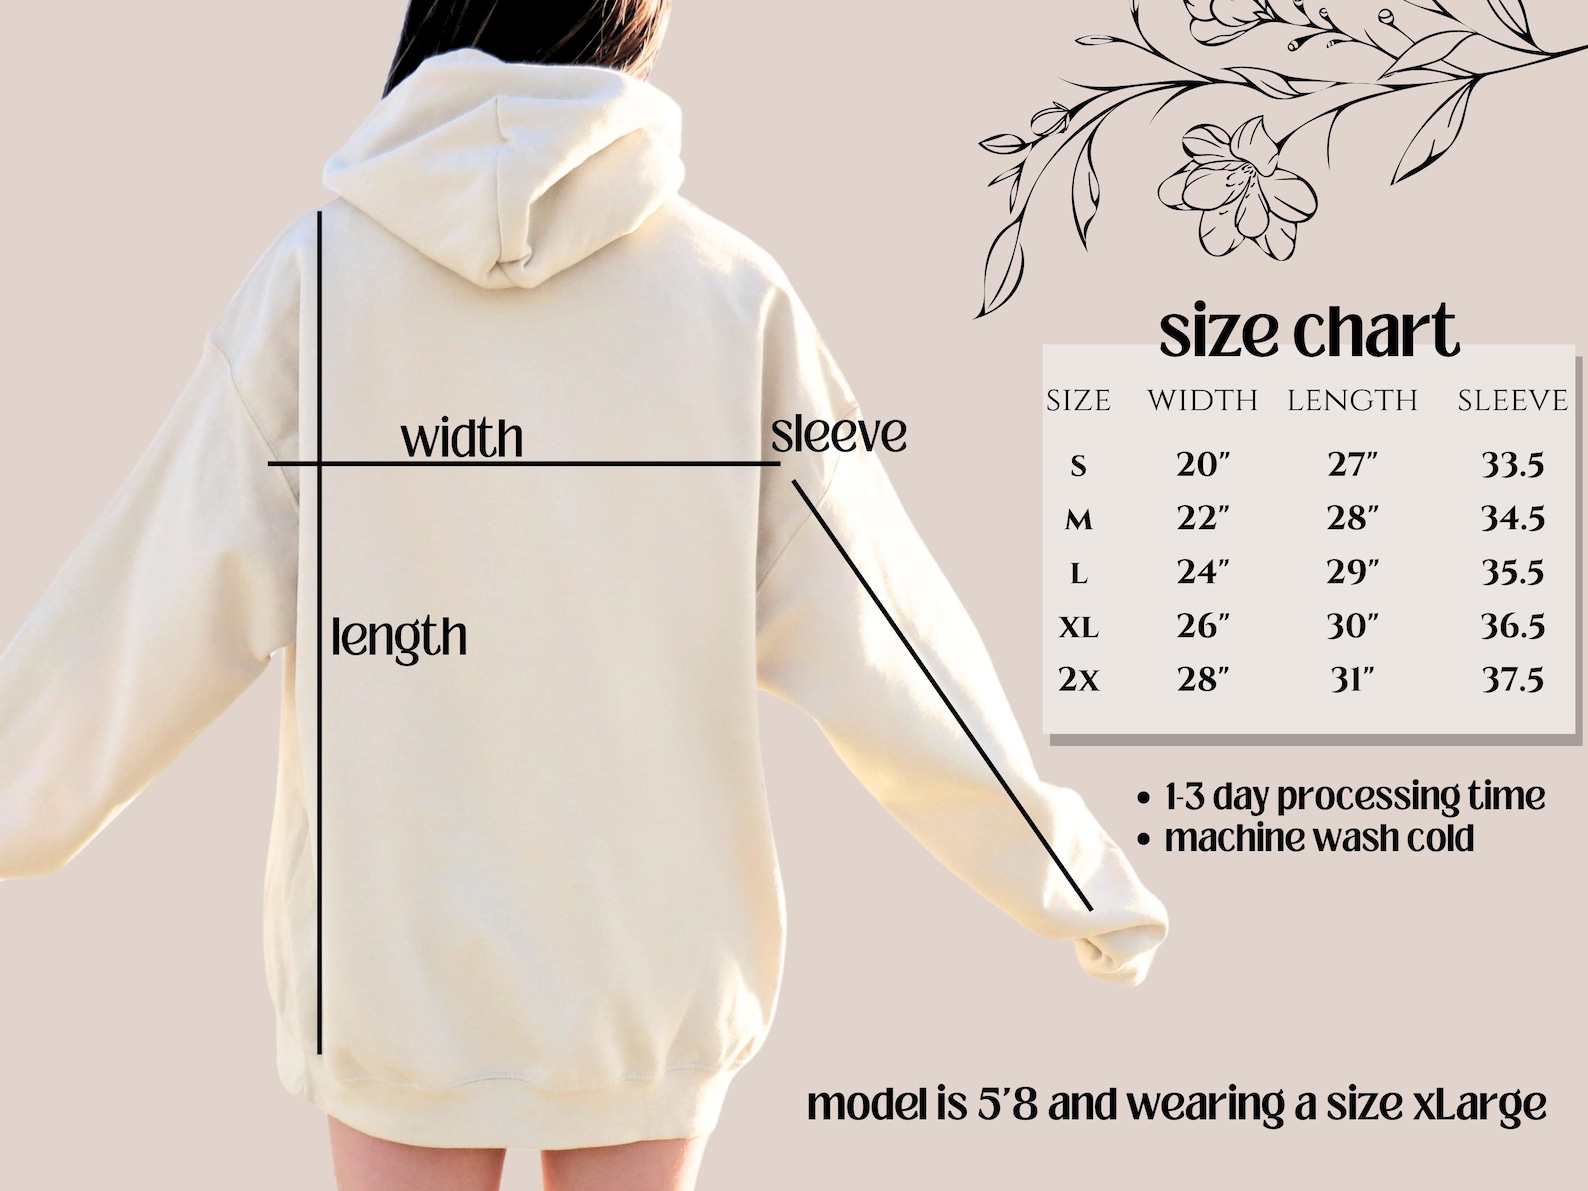 size chart
SIZE WIDTH LENGTH SLEEVE
S 20" 27" 33.5
M 22" 28" 34.5
L 24" 29" 35.5
XL 26" 30" 36.5
2X 28" 31" 37.5
width
sleeve
length
• 1-3 day processing time
• machine wash cold
model is 5'8 and wearing a size xLarge